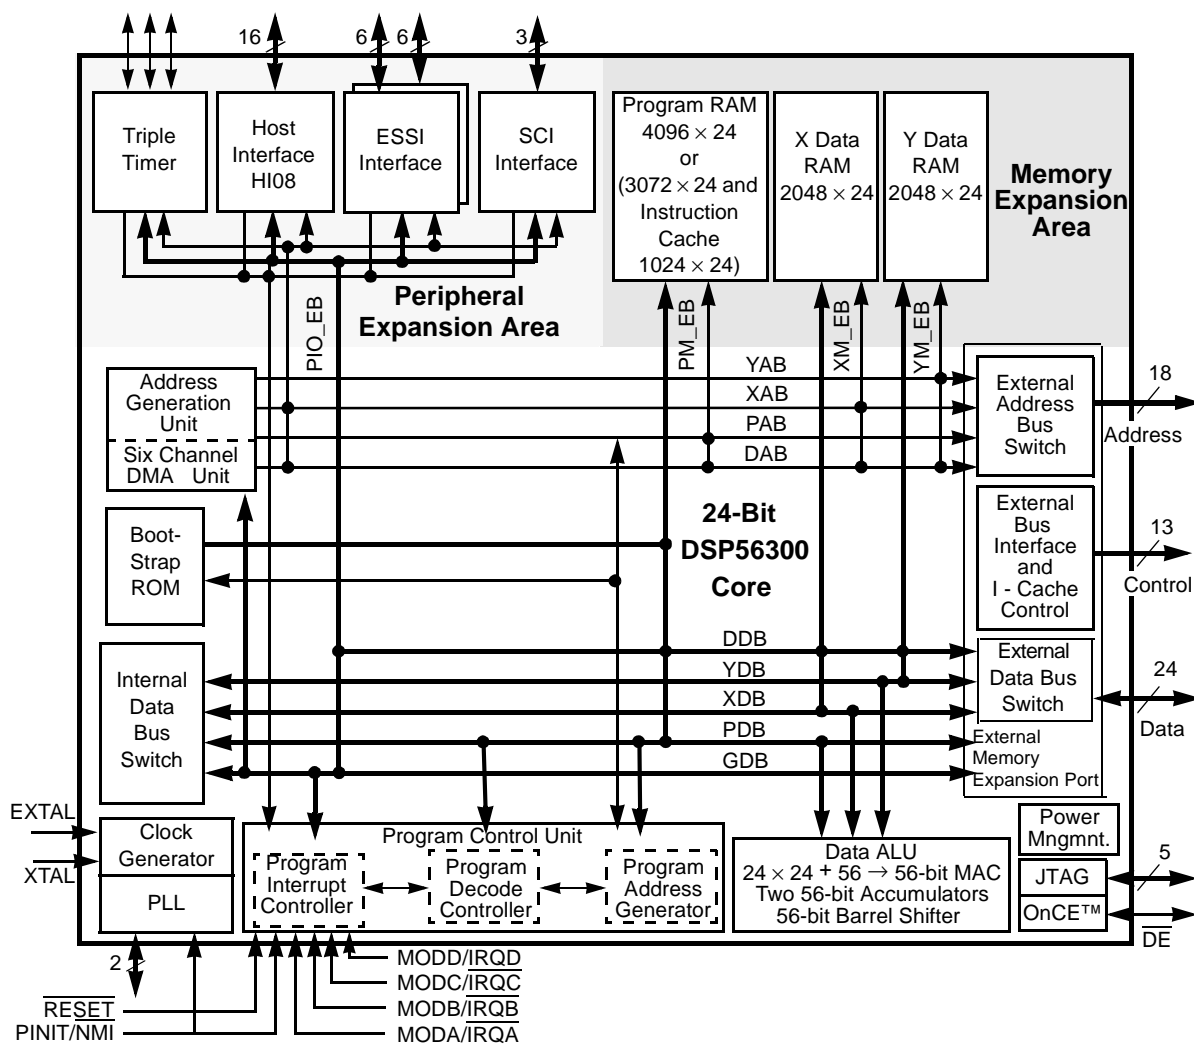 16
6
6
3
Triple
Timer
Host
Interface
HI08
ESSI
Interface
SCI
Interface
Program RAM
4096 × 24
or
(3072 × 24 and
Instruction
Cache
1024 × 24)
X Data
RAM
2048 × 24
Y Data
RAM
2048 × 24
Memory
Expansion
Area
Peripheral
Expansion Area
PIO_EB
PM_EB
XM_EB
YM_EB
Address
Generation
Unit
Six Channel
DMA Unit
YAB
XAB
PAB
DAB
External
Address
Bus
Switch
18
Address
Boot-
Strap
ROM
24-Bit
DSP56300
Core
External
Bus
Interface
and
I - Cache
Control
13
Control
Internal
Data
Bus
Switch
DDB
YDB
XDB
PDB
GDB
External
Data Bus
Switch
24
Data
External
Memory
Expansion Port
EXTAL
XTAL
Clock
Generator
PLL
2
Program Control Unit
Program
Interrupt
Controller
Program
Decode
Controller
Program
Address
Generator
Data ALU
24 × 24 + 56 → 56-bit MAC
Two 56-bit Accumulators
56-bit Barrel Shifter
Power
Mngmnt.
JTAG
OnCE™
5
DE
RESET
PINIT/NMI
MODD/IRQD
MODC/IRQC
MODB/IRQB
MODA/IRQA